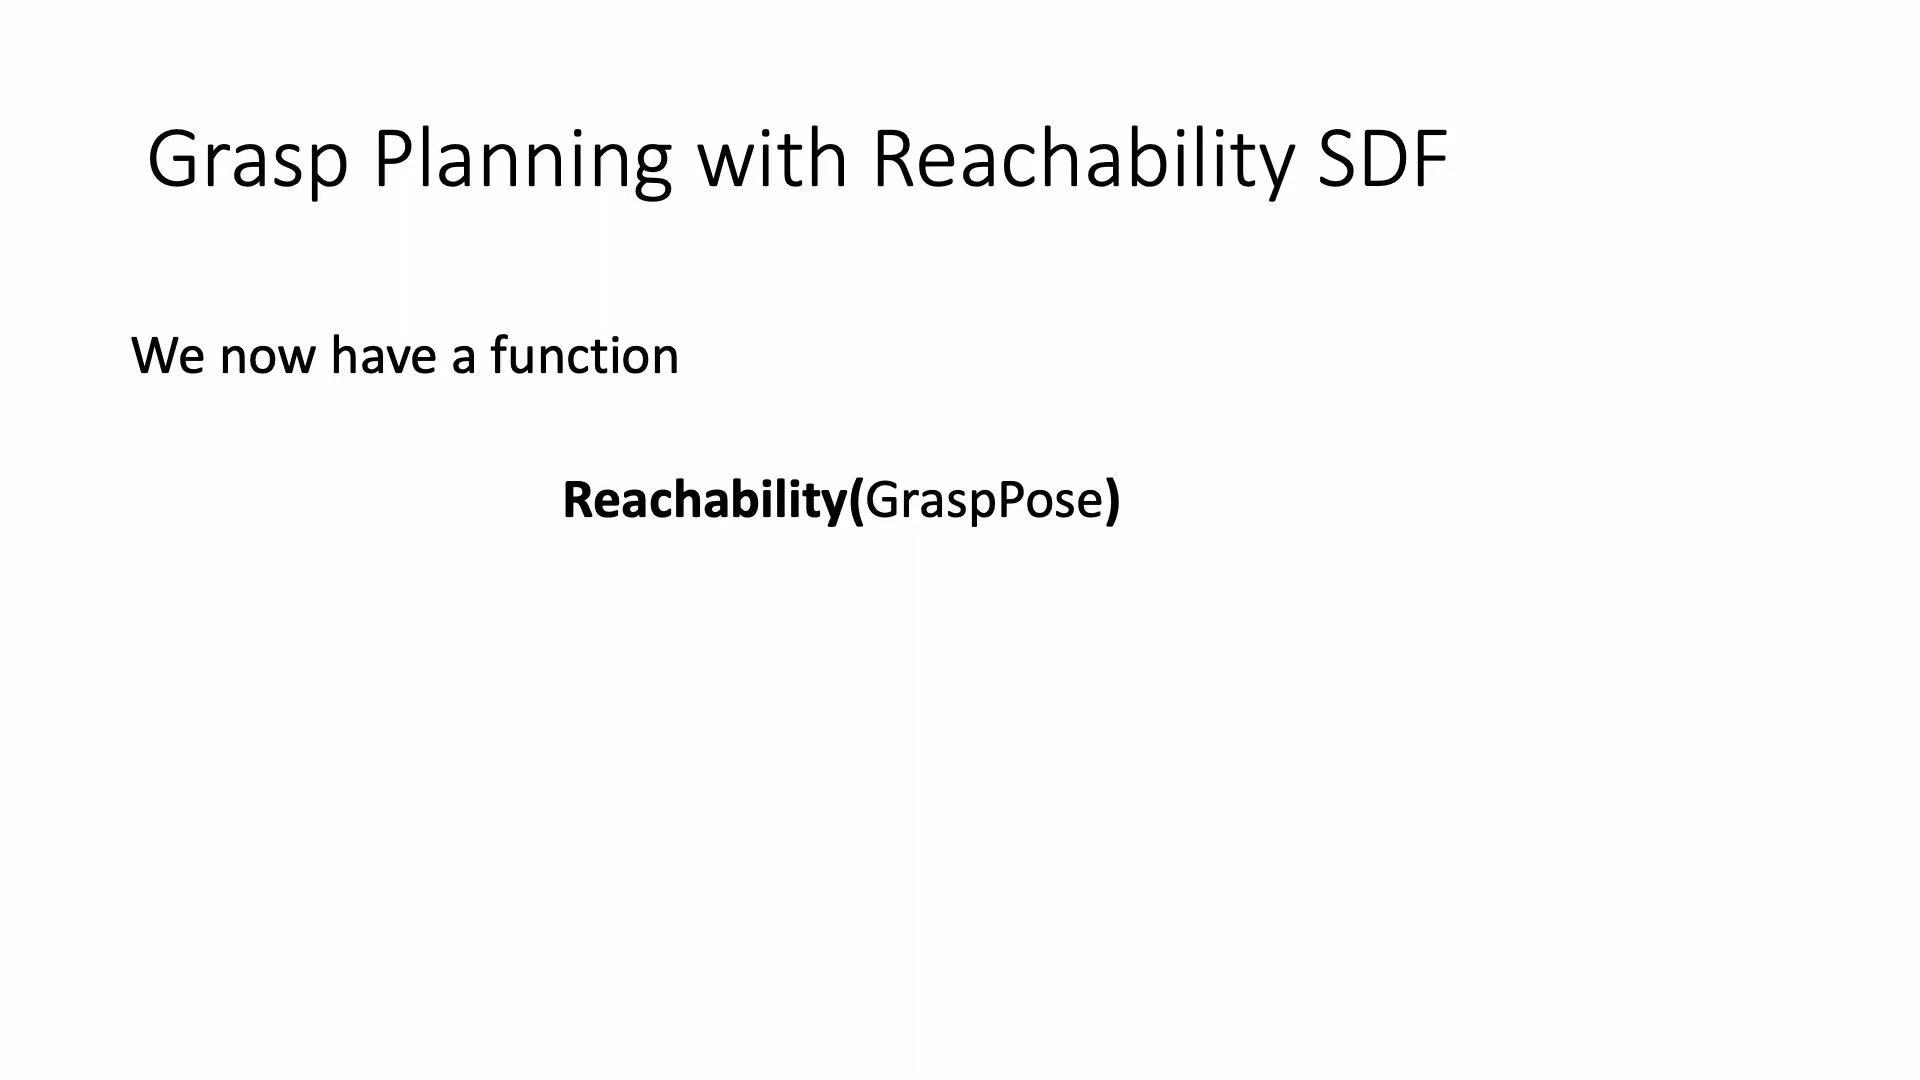 Grasp Planning with Reachability SDF
We now have a function
Reachability(GraspPose)